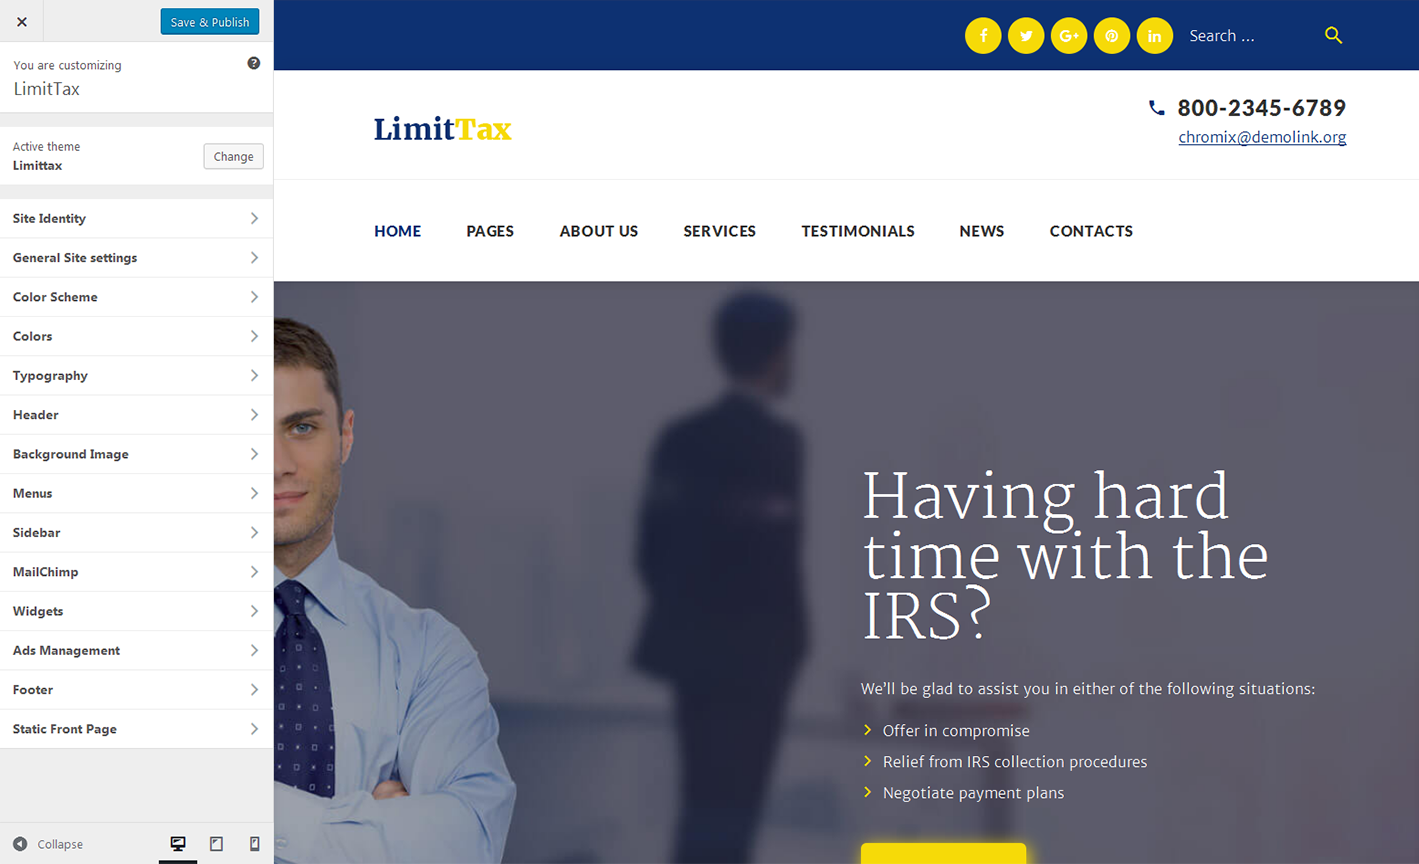 Save & Publish
You are customizing
LimitTax
Active theme
Limittax
Change
Site Identity
General Site settings
Color Scheme
Colors
Typography
Header
Background Image
Menus
Sidebar
MailChimp
Widgets
Ads Management
Footer
Static Front Page
Collapse
Search ...
LimitTax
800-2345-6789
chromix@demolink.org
HOME PAGES ABOUT US SERVICES TESTIMONIALS NEWS CONTACTS
Having hard
time with the
IRS?
We'll be glad to assist you in either of the following situations:
Offer in compromise
Relief from IRS collection procedures
Negotiate payment plans